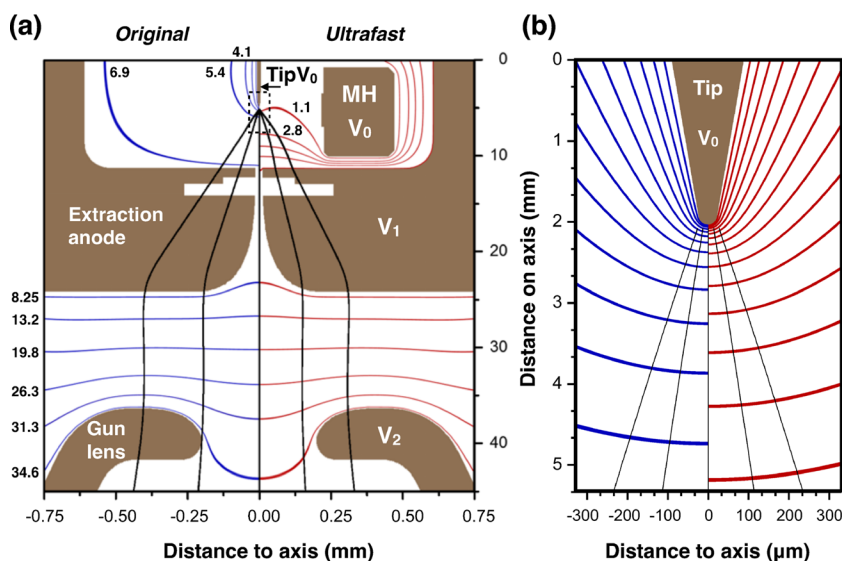 (a)
Original
Ultrafast
(b)
6.9
5.4
4.1
TipV0
MH
V0
1.1
2.8
Extraction
anode
V1
8.25
13.2
19.8
26.3
31.3
34.6
Gun
lens
V2
0
10
20
30
40
-0.75
-0.50
-0.25
0.00
0.25
0.50
0.75
Distance to axis (mm)
Distance on axis (mm)
Tip
V0
0
1
2
3
4
5
-300
-200
-100
0
100
200
300
Distance to axis (µm)